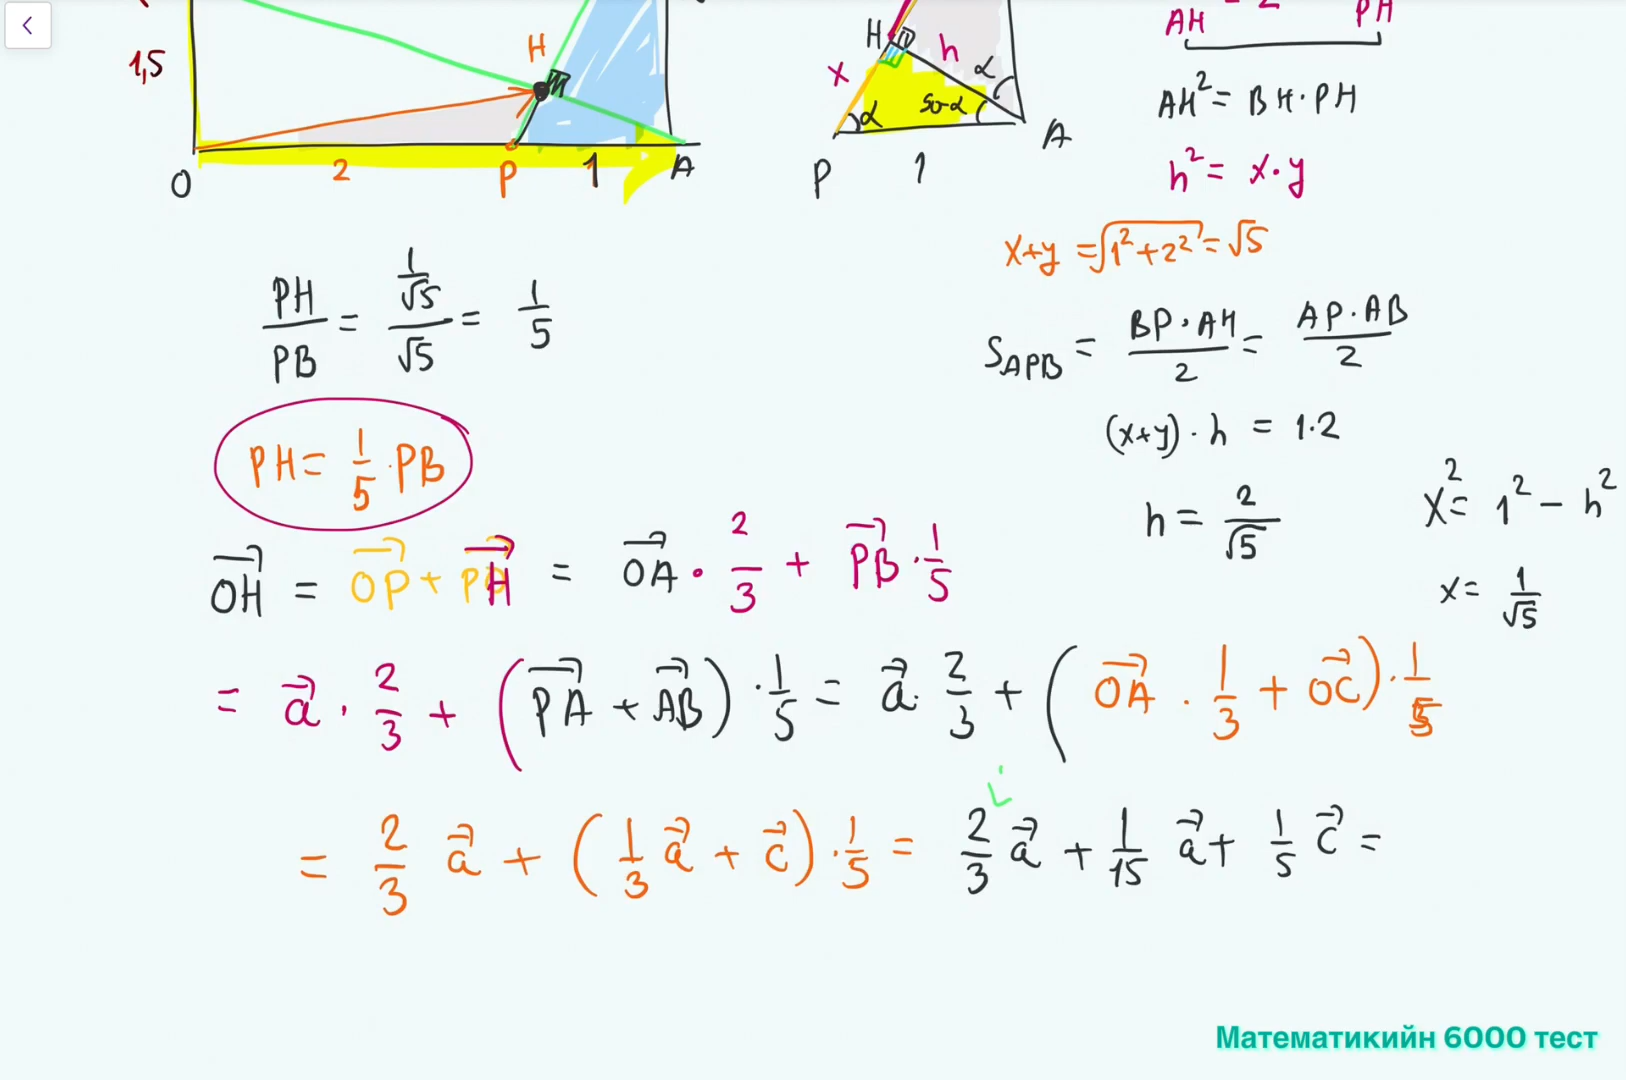 AH 2 PH
1,5 H
H h α
x
AH² = BH·PH
α 90-α A
O 2 P 1 A
P 1
h² = x·y
x+y = √1²+2² = √5
PH/PB = (1/√5)/√5 = 1/5
S_APB = BP·AH/2 = AP·AB/2
(x+y)·h = 1·2
PH = 1/5·PB
h = 2/√5
x² = 1² - h²
OH⃗ = OP⃗ + PH⃗ = OA⃗ · 2/3 + PB⃗ · 1/5
x = 1/√5
= a⃗ · 2/3 + (PA⃗ + AB⃗) · 1/5 = a⃗ · 2/3 + (OA⃗ · 1/3 + OC⃗) · 1/5
= 2/3 a⃗ + (1/3 a⃗ + c⃗) · 1/5 = 2/3 a⃗ + 1/15 a⃗ + 1/5 c⃗ =
Математикийн 6000 тест